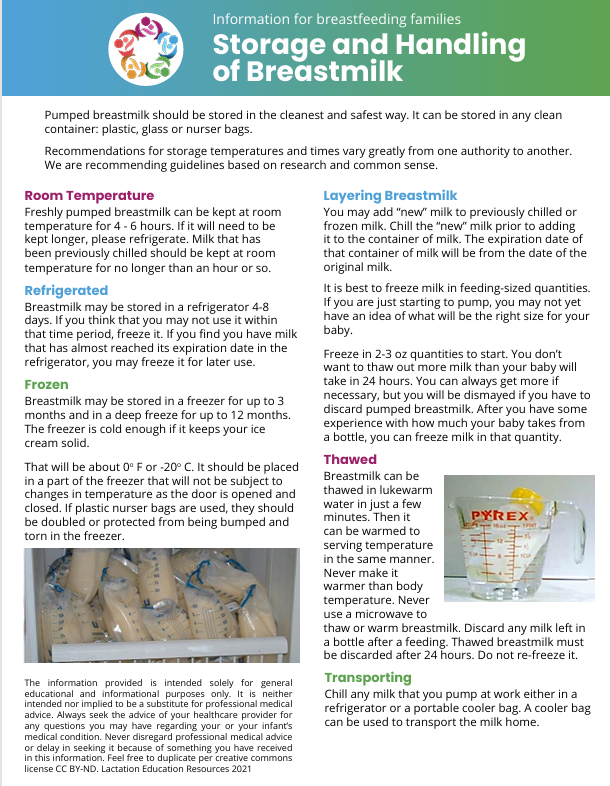 Information for breastfeeding families
Storage and Handling
of Breastmilk
Pumped breastmilk should be stored in the cleanest and safest way. It can be stored in any clean
container: plastic, glass or nurser bags.
Recommendations for storage temperatures and times vary greatly from one authority to another.
We are recommending guidelines based on research and common sense.
Room Temperature
Freshly pumped breastmilk can be kept at room
temperature for 4 - 6 hours. If it will need to be
kept longer, please refrigerate. Milk that has
been previously chilled should be kept at room
temperature for no longer than an hour or so.
Refrigerated
Breastmilk may be stored in a refrigerator 4-8
days. If you think that you may not use it within
that time period, freeze it. If you find you have milk
that has almost reached its expiration date in the
refrigerator, you may freeze it for later use.
Frozen
Breastmilk may be stored in a freezer for up to 3
months and in a deep freeze for up to 12 months.
The freezer is cold enough if it keeps your ice
cream solid.
That will be about 0º F or -20º C. It should be placed
in a part of the freezer that will not be subject to
changes in temperature as the door is opened and
closed. If plastic nurser bags are used, they should
be doubled or protected from being bumped and
torn in the freezer.
The information provided is intended solely for general
educational and informational purposes only. It is neither
intended nor implied to be a substitute for professional medical
advice. Always seek the advice of your healthcare provider for
any questions you may have regarding your or your infant's
medical condition. Never disregard professional medical advice
or delay in seeking it because of something you have received
in this information. Feel free to duplicate per creative commons
license CC BY-ND. Lactation Education Resources 2021
Layering Breastmilk
You may add “new” milk to previously chilled or
frozen milk. Chill the “new” milk prior to adding
it to the container of milk. The expiration date of
that container of milk will be from the date of the
original milk.
It is best to freeze milk in feeding-sized quantities.
If you are just starting to pump, you may not yet
have an idea of what will be the right size for your
baby.
Freeze in 2-3 oz quantities to start. You don’t
want to thaw out more milk than your baby will
take in 24 hours. You can always get more if
necessary, but you will be dismayed if you have to
discard pumped breastmilk. After you have some
experience with how much your baby takes from
a bottle, you can freeze milk in that quantity.
Thawed
Breastmilk can be
thawed in lukewarm
water in just a few
minutes. Then it
can be warmed to
serving temperature
in the same manner.
Never make it
warmer than body
temperature. Never
use a microwave to
thaw or warm breastmilk. Discard any milk left in
a bottle after a feeding. Thawed breastmilk must
be discarded after 24 hours. Do not re-freeze it.
PYREX
Transporting
Chill any milk that you pump at work either in a
refrigerator or a portable cooler bag. A cooler bag
can be used to transport the milk home.